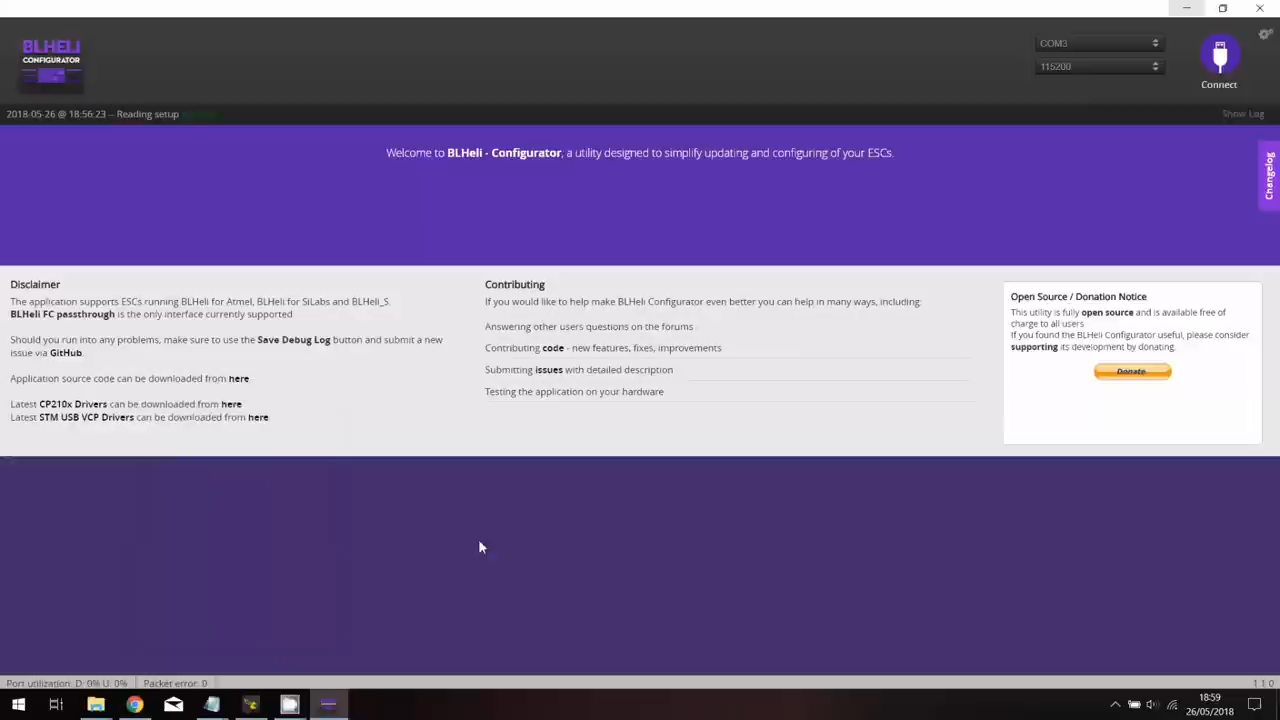 BLHELI
CONFIGURATOR
COM3
115200
Connect
2018-05-26 @ 18:56:23 -- Reading setup
Show Log
Welcome to BLHeli - Configurator, a utility designed to simplify updating and configuring of your ESCs.
Changelog
Disclaimer
The application supports ESCs running BLHeli for Atmel, BLHeli for SiLabs and BLHeli_S.
BLHeli FC passthrough is the only interface currently supported
Should you run into any problems, make sure to use the Save Debug Log button and submit a new
issue via GitHub.
Application source code can be downloaded from here
Latest CP210x Drivers can be downloaded from here
Latest STM USB VCP Drivers can be downloaded from here
Contributing
If you would like to help make BLHeli Configurator even better you can help in many ways, including:
Answering other users questions on the forums
Contributing code - new features, fixes, improvements
Submitting issues with detailed description
Testing the application on your hardware
Open Source / Donation Notice
This utility is fully open source and is available free of
charge to all users
If you found the BLHeli Configurator useful, please consider
supporting its development by donating.
Donate
Port utilization: D: 0% U: 0%
Packet error: 0
1.1.0
18:59
26/05/2018